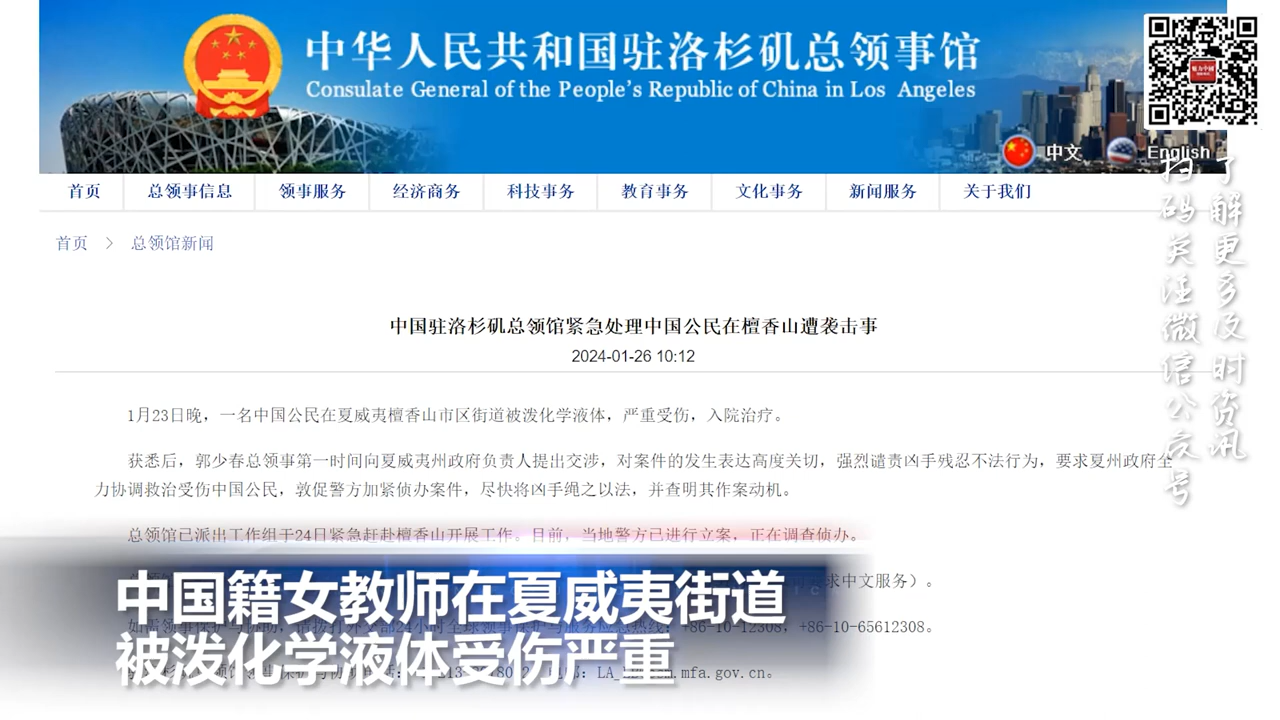 中华人民共和国驻洛杉矶总领事馆
Consulate General of the People's Republic of China in Los Angeles
中文 English
首页 总领事信息 领事服务 经济商务 科技事务 教育事务 文化事务 新闻服务 关于我们
首页 > 总领馆新闻
了解更多及时资讯
扫码关注微信公众号
中国驻洛杉矶总领馆紧急处理中国公民在檀香山遭袭击事
2024-01-26 10:12
1月23日晚，一名中国公民在夏威夷檀香山市区街道被泼化学液体，严重受伤，入院治疗。
获悉后，郭少春总领事第一时间向夏威夷州政府负责人提出交涉，对案件的发生表达高度关切，强烈谴责凶手残忍不法行为，要求夏州政府全
力协调救治受伤中国公民，敦促警方加紧侦办案件，尽快将凶手绳之以法，并查明其作案动机。
总领馆已派出工作组于24日紧急赶赴檀香山开展工作。目前，当地警方已进行立案，正在调查侦办。
求中文服务）。
+86-10-12308，+86-10-65612308。
mfa.gov.cn。
中国籍女教师在夏威夷街道
被泼化学液体受伤严重